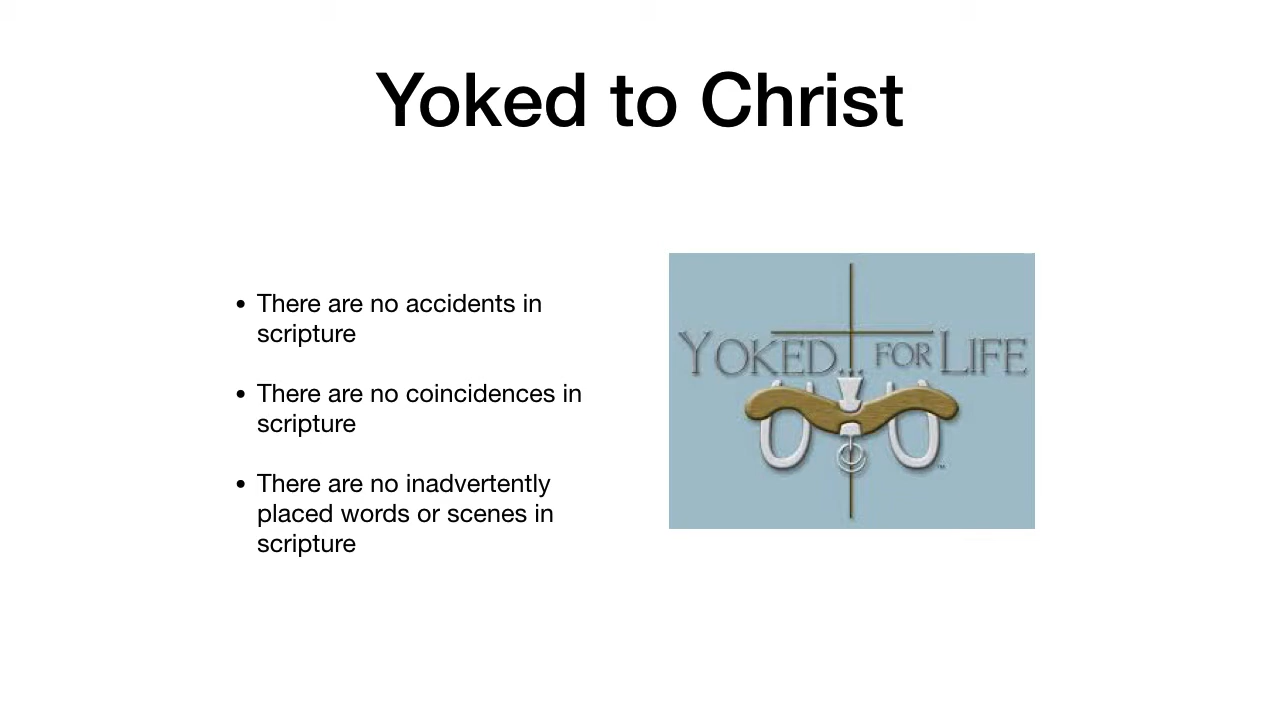 Yoked to Christ
• There are no accidents in
scripture
• There are no coincidences in
scripture
• There are no inadvertently
placed words or scenes in
scripture
YOKED... FOR LIFE
™